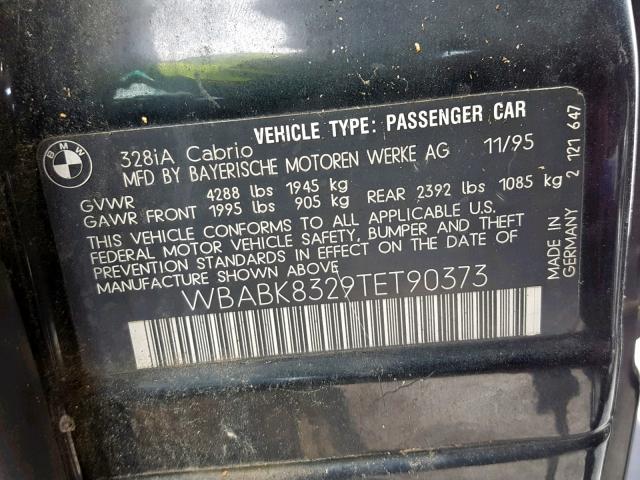 BMW
328iA Cabrio VEHICLE TYPE: PASSENGER CAR
MFD BY BAYERISCHE MOTOREN WERKE AG 11/95
GVWR 4288 lbs 1945 kg
GAWR FRONT 1995 lbs 905 kg REAR 2392 lbs 1085 kg
THIS VEHICLE CONFORMS TO ALL APPLICABLE U.S.
FEDERAL MOTOR VEHICLE SAFETY, BUMPER AND THEFT
PREVENTION STANDARDS IN EFFECT ON THE DATE OF
MANUFACTURE SHOWN ABOVE.
WBABK8329TET90373
2 121 647
MADE IN
GERMANY